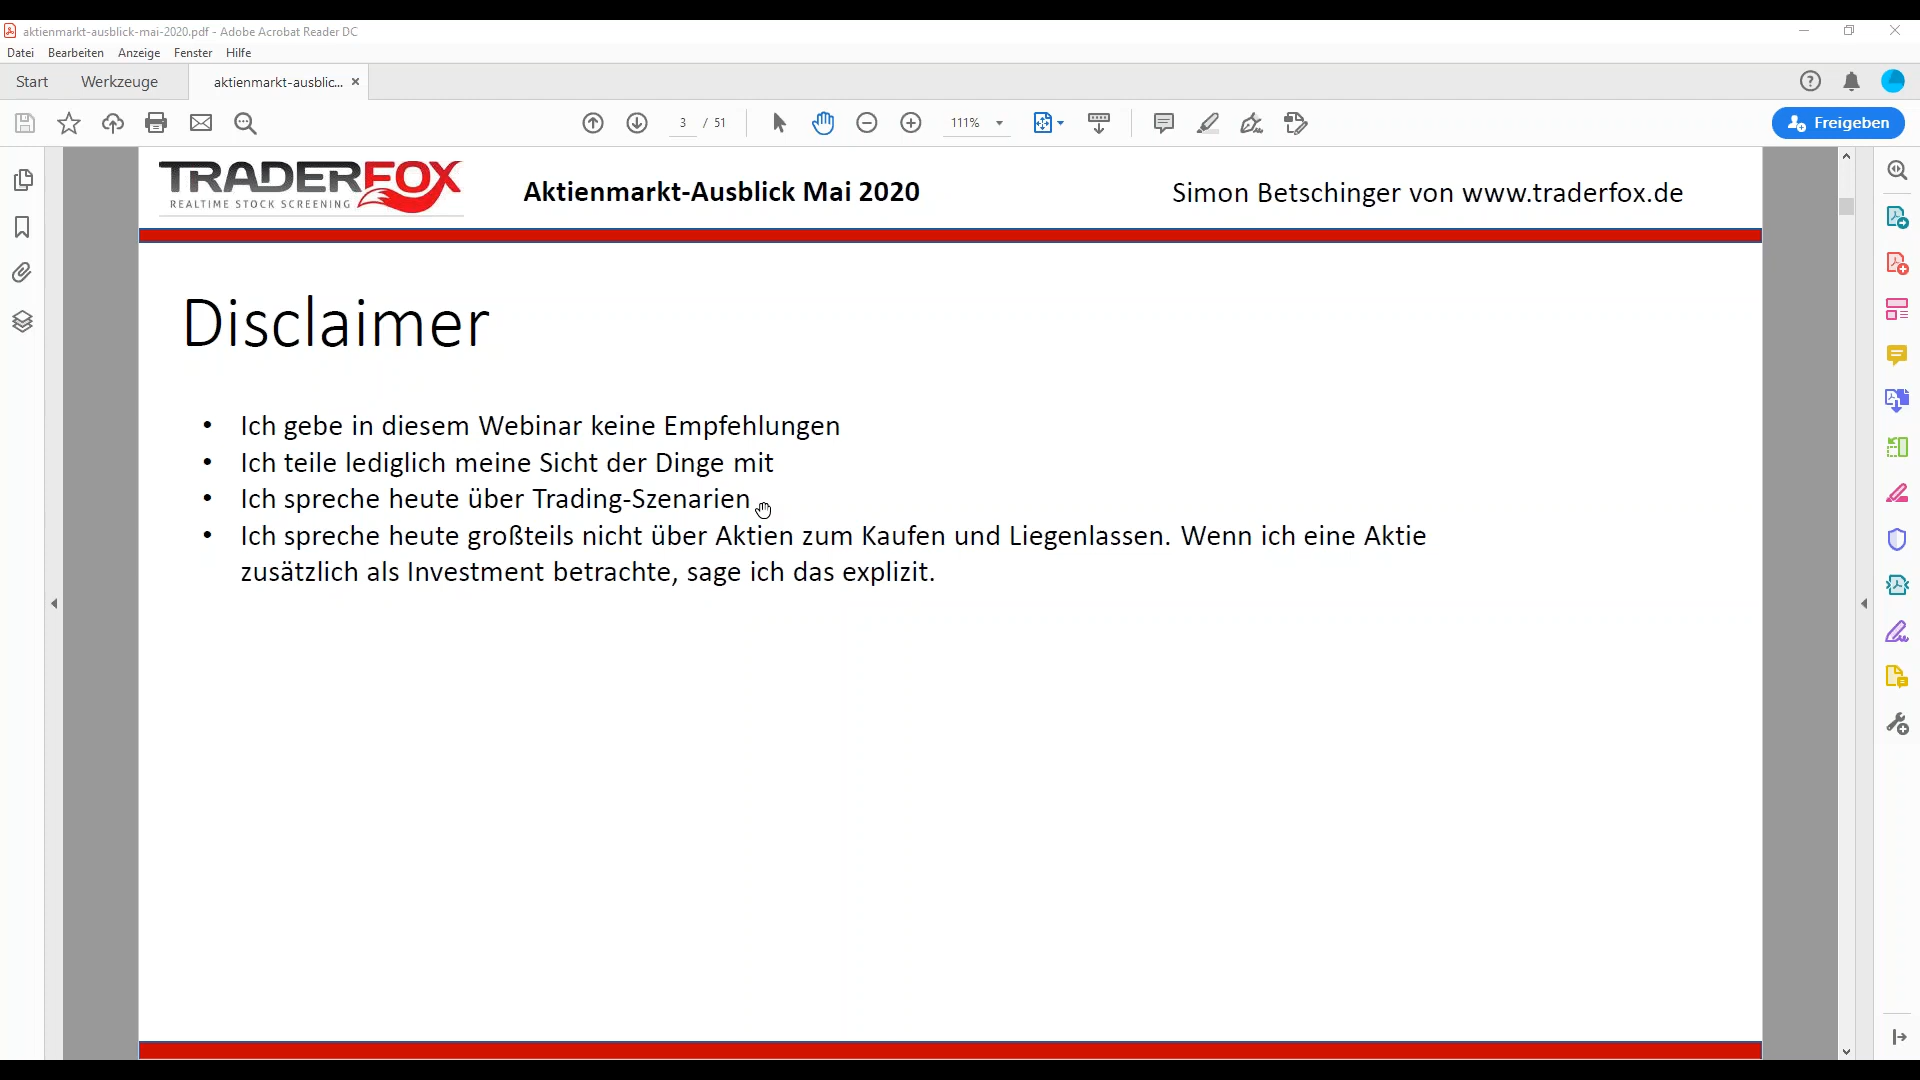 aktienmarkt-ausblick-mai-2020.pdf - Adobe Acrobat Reader DC
Datei Bearbeiten Anzeige Fenster Hilfe
Start Werkzeuge aktienmarkt-ausblic... ×
3 / 51 111% Freigeben
TRADERFOX
REALTIME STOCK SCREENING
Aktienmarkt-Ausblick Mai 2020 Simon Betschinger von www.traderfox.de
Disclaimer
• Ich gebe in diesem Webinar keine Empfehlungen
• Ich teile lediglich meine Sicht der Dinge mit
• Ich spreche heute über Trading-Szenarien
• Ich spreche heute großteils nicht über Aktien zum Kaufen und Liegenlassen. Wenn ich eine Aktie
zusätzlich als Investment betrachte, sage ich das explizit.